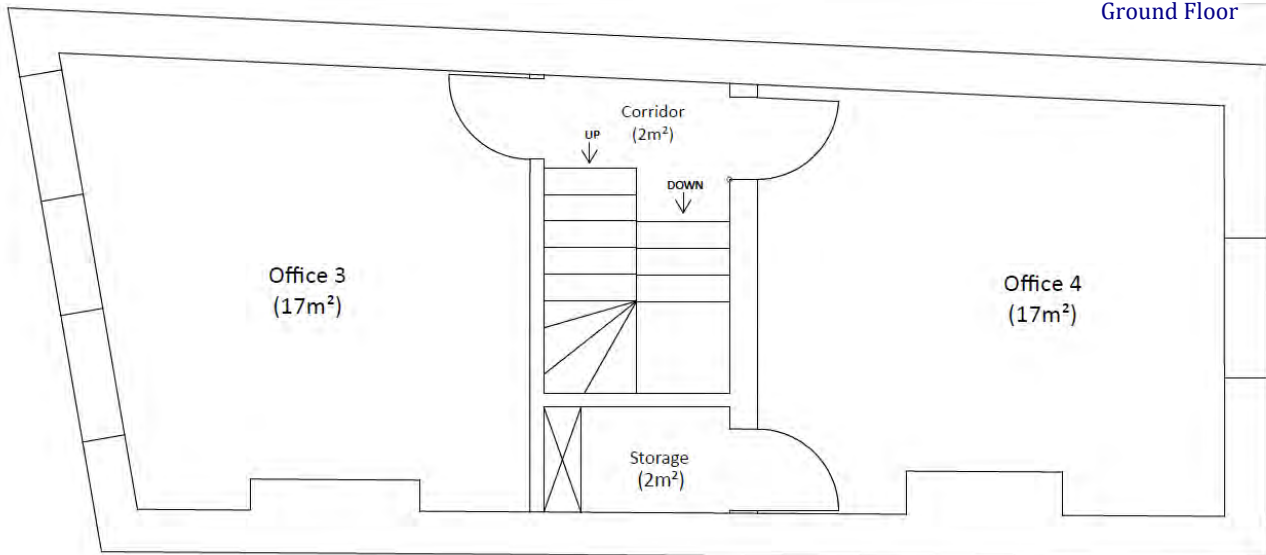 Ground Floor
Corridor
(2m²)
UP
DOWN
Office 3
(17m²)
Office 4
(17m²)
Storage
(2m²)